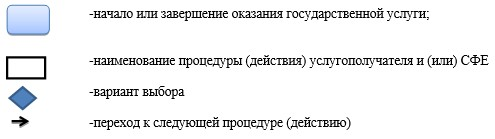 -начало или завершение оказания государственной услуги;
-наименование процедуры (действия) услугополучателя и (или) СФЕ
-вариант выбора
-переход к следующей процедуре (действию)